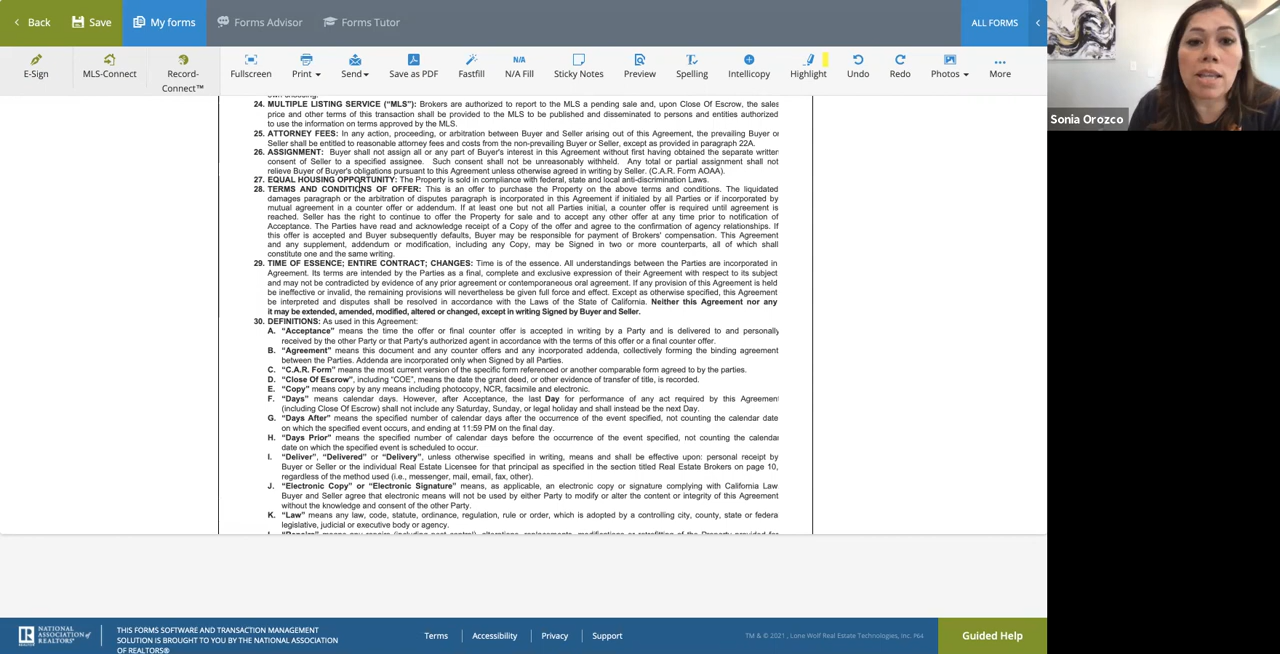 Back
Save
My forms
Forms Advisor
Forms Tutor
ALL FORMS
E-Sign
MLS-Connect
Record-
Connect™
Fullscreen
Print
Send
Save as PDF
N/A
Fastfill
N/A Fill
Sticky Notes
Preview
Spelling
Intellicopy
Highlight
Undo
Redo
Photos
More
Sonia Orozco
24. MULTIPLE LISTING SERVICE (“MLS”): Brokers are authorized to report to the MLS a pending sale and, upon Close Of Escrow, the sales
price and other terms of this transaction shall be provided to the MLS to be published and disseminated to persons and entities authorized
to use the information on terms approved by the MLS.
25. ATTORNEY FEES: In any action, proceeding, or arbitration between Buyer and Seller arising out of this Agreement, the prevailing Buyer or
Seller shall be entitled to reasonable attorney fees and costs from the non-prevailing Buyer or Seller, except as provided in paragraph 22A.
26. ASSIGNMENT: Buyer shall not assign all or any part of Buyer's interest in this Agreement without first having obtained the separate written
consent of Seller to a specified assignee. Such consent shall not be unreasonably withheld. Any total or partial assignment shall not
relieve Buyer of Buyer's obligations pursuant to this Agreement unless otherwise agreed in writing by Seller. (C.A.R. Form AOAA).
27. EQUAL HOUSING OPPORTUNITY: The Property is sold in compliance with federal, state and local anti-discrimination Laws.
28. TERMS AND CONDITIONS OF OFFER: This is an offer to purchase the Property on the above terms and conditions. The liquidated
damages paragraph or the arbitration of disputes paragraph is incorporated in this Agreement if initialed by all Parties or if incorporated by
mutual agreement in a counter offer or addendum. If at least one but not all Parties initial, a counter offer is required until agreement is
reached. Seller has the right to continue to offer the Property for sale and to accept any other offer at any time prior to notification of
Acceptance. The Parties have read and acknowledge receipt of a Copy of the offer and agree to the confirmation of agency relationships. If
this offer is accepted and Buyer subsequently defaults, Buyer may be responsible for payment of Brokers' compensation. This Agreement
and any supplement, addendum or modification, including any Copy, may be Signed in two or more counterparts, all of which shall
constitute one and the same writing.
29. TIME OF ESSENCE; ENTIRE CONTRACT; CHANGES: Time is of the essence. All understandings between the Parties are incorporated in
Agreement. Its terms are intended by the Parties as a final, complete and exclusive expression of their Agreement with respect to its subject
and may not be contradicted by evidence of any prior agreement or contemporaneous oral agreement. If any provision of this Agreement is held
be ineffective or invalid, the remaining provisions will nevertheless be given full force and effect. Except as otherwise specified, this Agreement
be interpreted and disputes shall be resolved in accordance with the Laws of the State of California. Neither this Agreement nor any
it may be extended, amended, modified, altered or changed, except in writing Signed by Buyer and Seller.
30. DEFINITIONS: As used in this Agreement:
A. “Acceptance” means the time the offer or final counter offer is accepted in writing by a Party and is delivered to and personally
received by the other Party or that Party's authorized agent in accordance with the terms of this offer or a final counter offer.
B. “Agreement” means this document and any counter offers and any incorporated addenda, collectively forming the binding agreement
between the Parties. Addenda are incorporated only when Signed by all Parties.
C. “C.A.R. Form” means the most current version of the specific form referenced or another comparable form agreed to by the parties.
D. “Close Of Escrow”, including “COE”, means the date the grant deed, or other evidence of transfer of title, is recorded.
E. “Copy” means copy by any means including photocopy, NCR, facsimile and electronic.
F. “Days” means calendar days. However, after Acceptance, the last Day for performance of any act required by this Agreement
(including Close Of Escrow) shall not include any Saturday, Sunday, or legal holiday and shall instead be the next Day.
G. “Days After” means the specified number of calendar days after the occurrence of the event specified, not counting the calendar date
on which the specified event occurs, and ending at 11:59 PM on the final day.
H. “Days Prior” means the specified number of calendar days before the occurrence of the event specified, not counting the calendar
date on which the specified event is scheduled to occur.
I. “Deliver”, “Delivered” or “Delivery”, unless otherwise specified in writing, means and shall be effective upon: personal receipt by
Buyer or Seller or the individual Real Estate Licensee for that principal as specified in the section titled Real Estate Brokers on page 10,
regardless of the method used (i.e., messenger, mail, email, fax, other).
J. “Electronic Copy” or “Electronic Signature” means, as applicable, an electronic copy or signature complying with California Law.
Buyer and Seller agree that electronic means will not be used by either Party to modify or alter the content or integrity of this Agreement
without the knowledge and consent of the other Party.
K. “Law” means any law, code, statute, ordinance, regulation, rule or order, which is adopted by a controlling city, county, state or federal
legislative, judicial or executive body or agency.
NATIONAL
ASSOCIATION
of REALTORS®
THIS FORMS SOFTWARE AND TRANSACTION MANAGEMENT
SOLUTION IS BROUGHT TO YOU BY THE NATIONAL ASSOCIATION
OF REALTORS®
Terms
Accessibility
Privacy
Support
TM & © 2021 , Lone Wolf Real Estate Technologies, Inc. P64
Guided Help